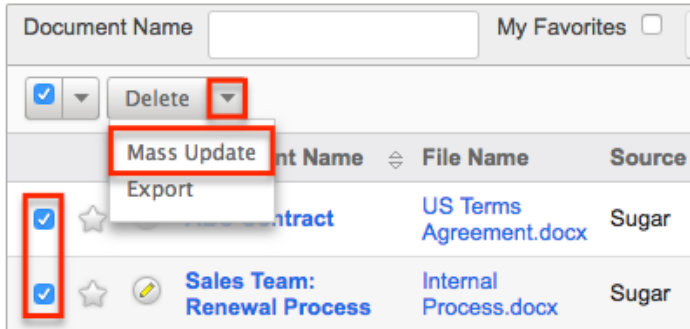 Document Name
My Favorites
Delete
Mass Update
nt Name
File Name
Source
Export
ntract
US Terms
Agreement.docx
Sugar
Sales Team:
Renewal Process
Internal
Process.docx
Sugar